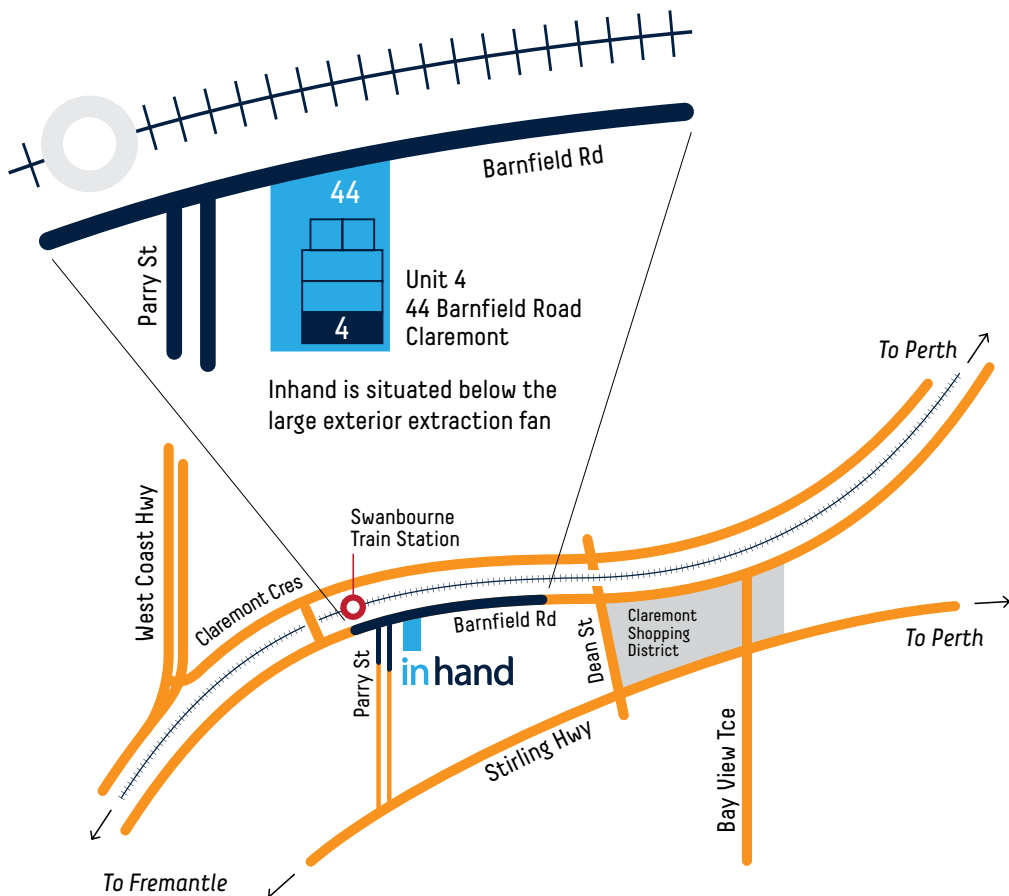 Barnfield Rd
44
Parry St
4
Unit 4
44 Barnfield Road
Claremont
Inhand is situated below the
large exterior extraction fan
To Perth
West Coast Hwy
Swanbourne
Train Station
Claremont Cres
Barnfield Rd
Claremont
Shopping
District
Dean St
To Perth
Parry St
inhand
Stirling Hwy
Bay View Tce
To Fremantle